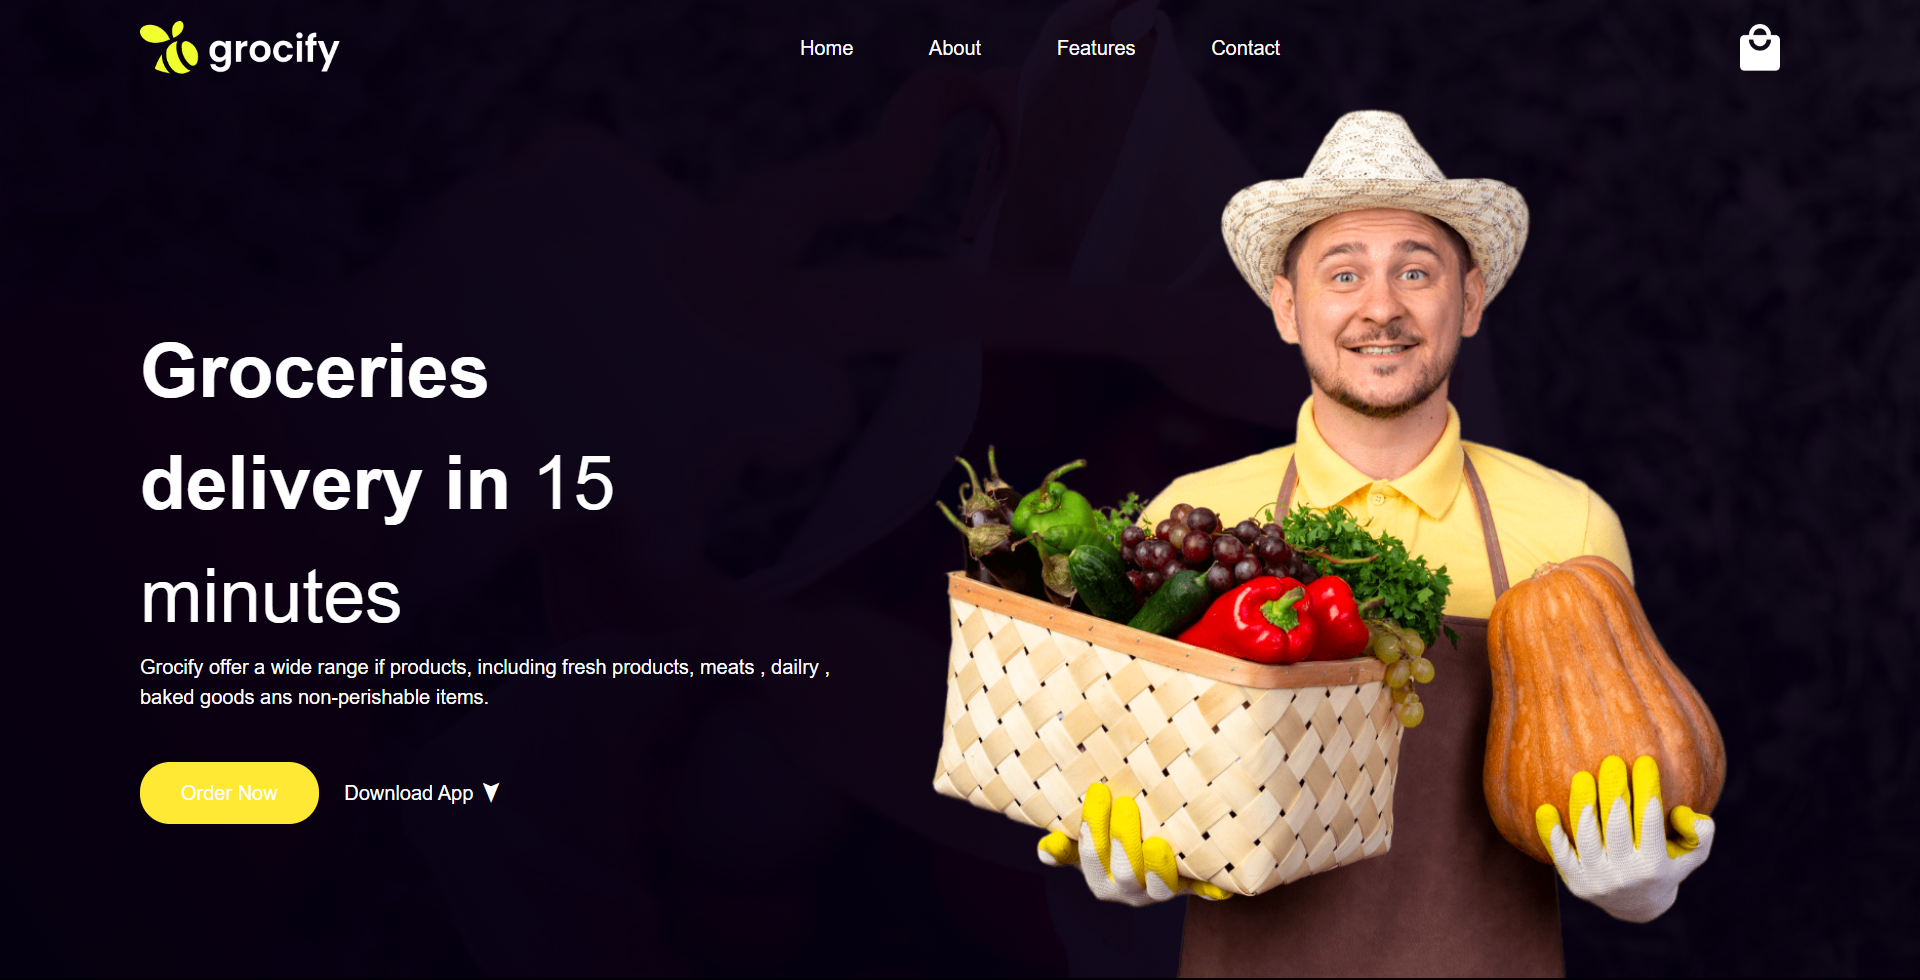 grocify
Home
About
Features
Contact
Groceries
delivery in 15
minutes
Grocify offer a wide range if products, including fresh products, meats , dailry ,
baked goods ans non-perishable items.
Order Now
Download App